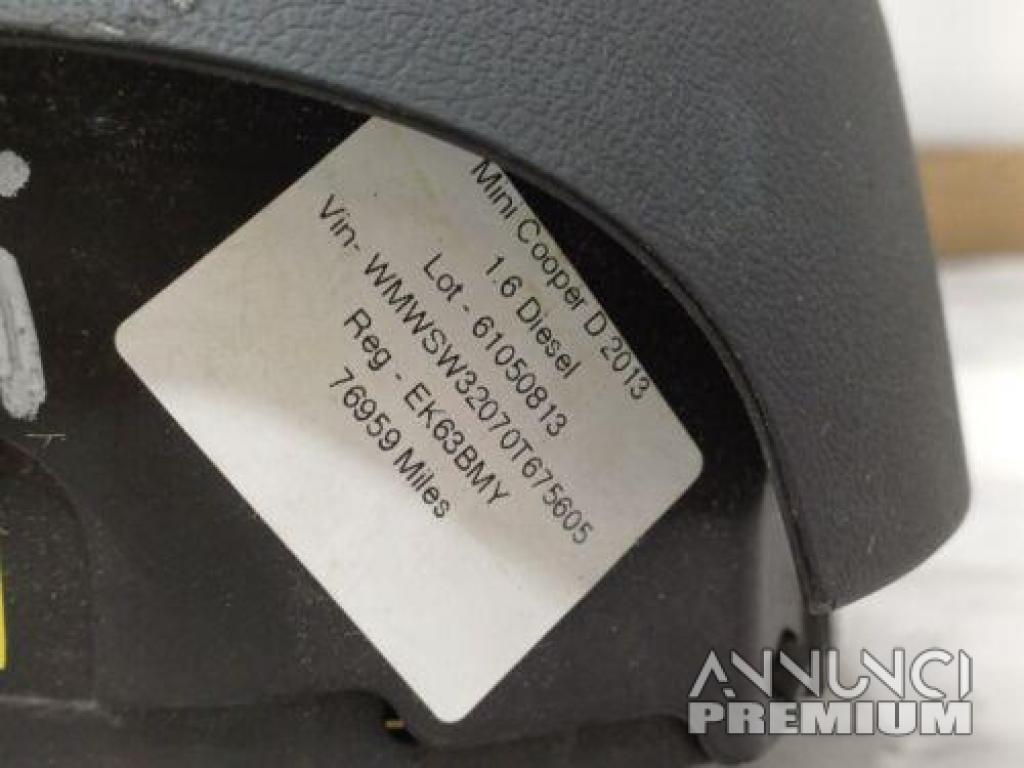 Mini Cooper D 2013
1.6 Diesel
Lot - 61050813
Vin- WMWSW32070T675605
Reg - EK63BMY
76959 Miles
ANNUNCI
PREMIUM